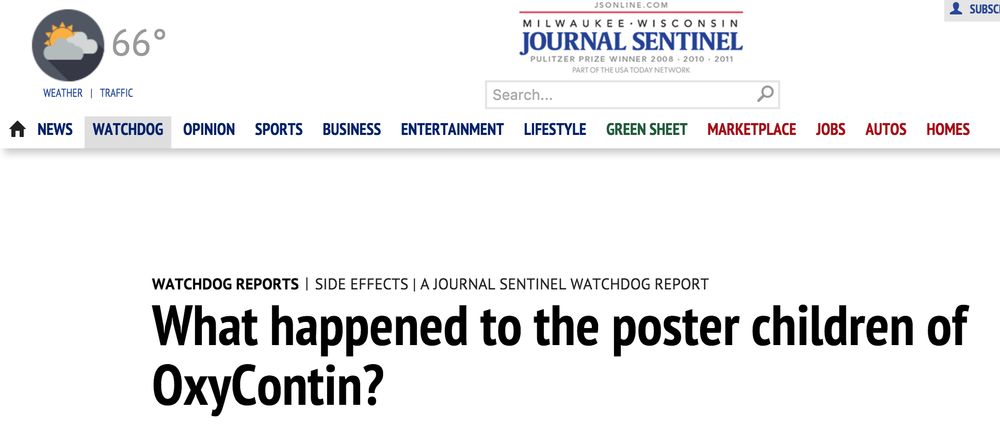 JSONLINE.COM
SUBSC
MILWAUKEE·WISCONSIN
66°
JOURNAL SENTINEL
PULITZER PRIZE WINNER 2008 · 2010 · 2011
PART OF THE USA TODAY NETWORK
WEATHER | TRAFFIC
Search...
NEWS WATCHDOG OPINION SPORTS BUSINESS ENTERTAINMENT LIFESTYLE GREEN SHEET MARKETPLACE JOBS AUTOS HOMES
WATCHDOG REPORTS | SIDE EFFECTS | A JOURNAL SENTINEL WATCHDOG REPORT
What happened to the poster children of
OxyContin?